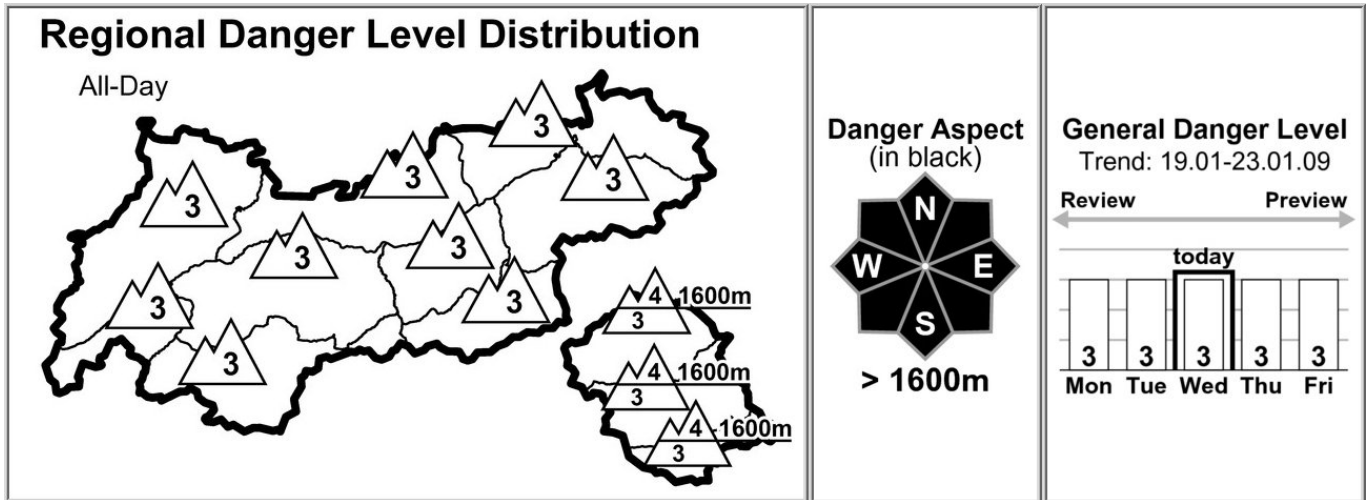 Regional Danger Level Distribution
All-Day
3
3
3
3
3
3
3
3
3
3
4 1600m
3
4 1600m
3
4 1600m
3
Danger Aspect
(in black)
N
W E
S
> 1600m
General Danger Level
Trend: 19.01-23.01.09
Review Preview
today
3 3 3 3 3
Mon Tue Wed Thu Fri